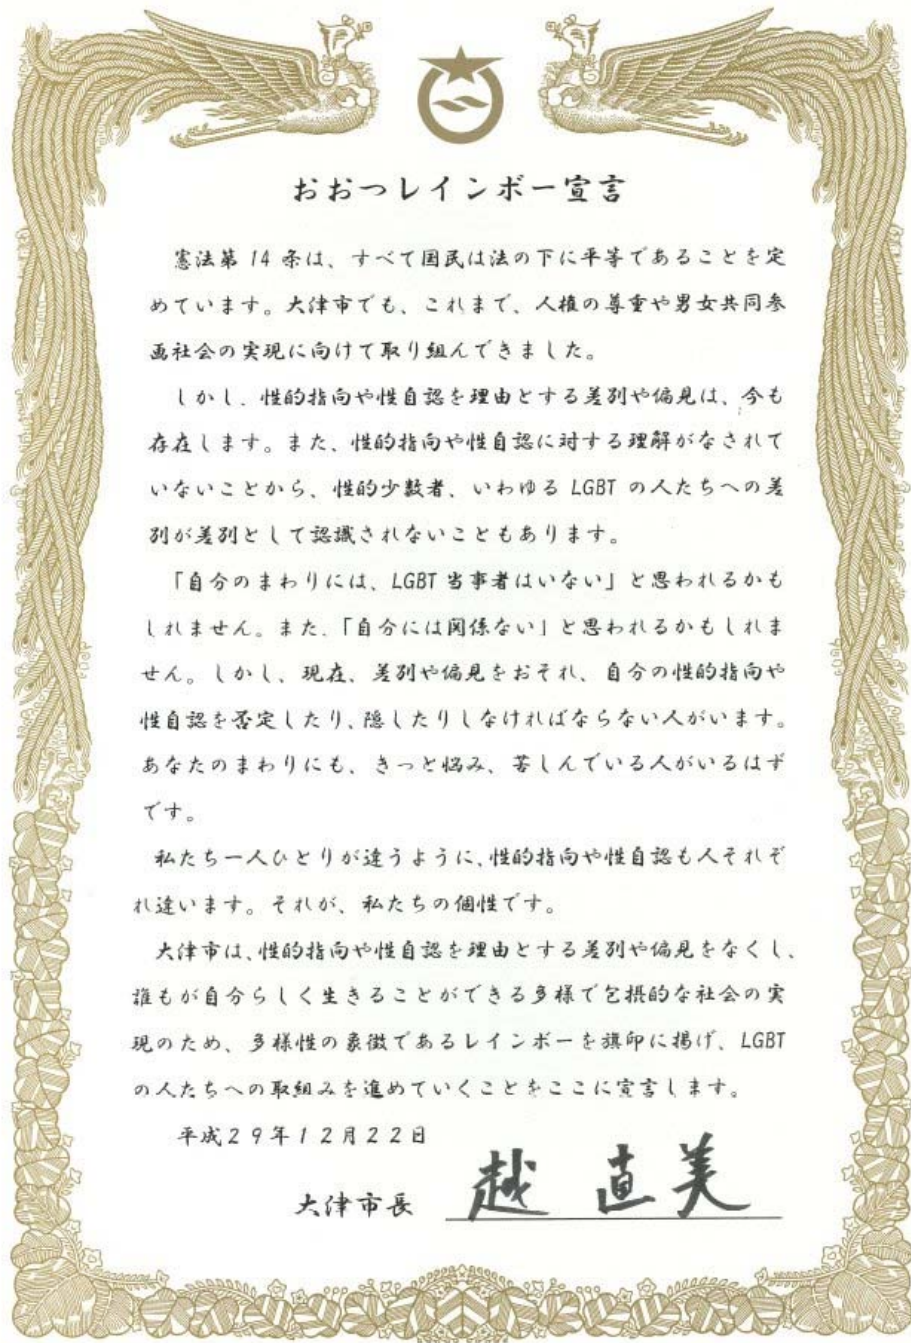 おおつレインボー宣言
憲法第 14 条は、すべて国民は法の下に平等であることを定
めています。大津市でも、これまで、人権の尊重や男女共同参
画社会の実現に向けて取り組んできました。
しかし、性的指向や性自認を理由とする差別や偏見は、今も
存在します。また、性的指向や性自認に対する理解がなされて
いないことから、性的少数者、いわゆる LGBT の人たちへの差
別が差別として認識されないこともあります。
「自分のまわりには、LGBT 当事者はいない」と思われるかも
しれません。また、「自分には関係ない」と思われるかもしれま
せん。しかし、現在、差別や偏見をおそれ、自分の性的指向や
性自認を否定したり、隠したりしなければならない人がいます。
あなたのまわりにも、きっと悩み、苦しんでいる人がいるはず
です。
私たち一人ひとりが違うように、性的指向や性自認も人それぞ
れ違います。それが、私たちの個性です。
大津市は、性的指向や性自認を理由とする差別や偏見をなくし、
誰もが自分らしく生きることができる多様で包摂的な社会の実
現のため、多様性の象徴であるレインボーを旗印に掲げ、LGBT
の人たちへの取組みを進めていくことをここに宣言します。
平成29年12月22日
大津市長 越 直美